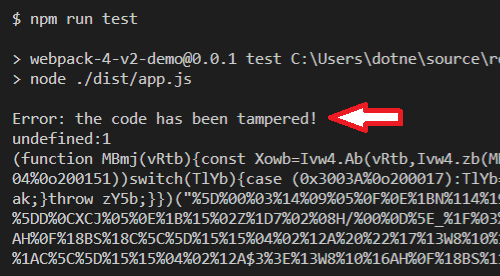 $ npm run test
> webpack-4-v2-demo@0.0.1 test C:\Users\dotne\source\re
> node ./dist/app.js
Error: the code has been tampered!
undefined:1
(function MBmj(vRtb){const Xowb=Ivw4.Ab(vRtb,Ivw4.zb(MB
04%0o200151))switch(TlYb){case (0x3003A%0o200017):TlYb=
ak;}throw zY5b;}})("%5D%00%03%14%09%05%0F%0E%1BN%114%19
%5DD%0CXCJ%05%0E%1B%15%02Z%1D7%02%08H/%00%0D%5E_%1F%03%
AH%0F%18BS%18C%5C%5D%15%15%04%02%12A%20%22%17%13W8%10%1
%1AC%5C%5D%15%15%04%02%12A$3%3E%13W8%10%16AH%0F%18BS%1